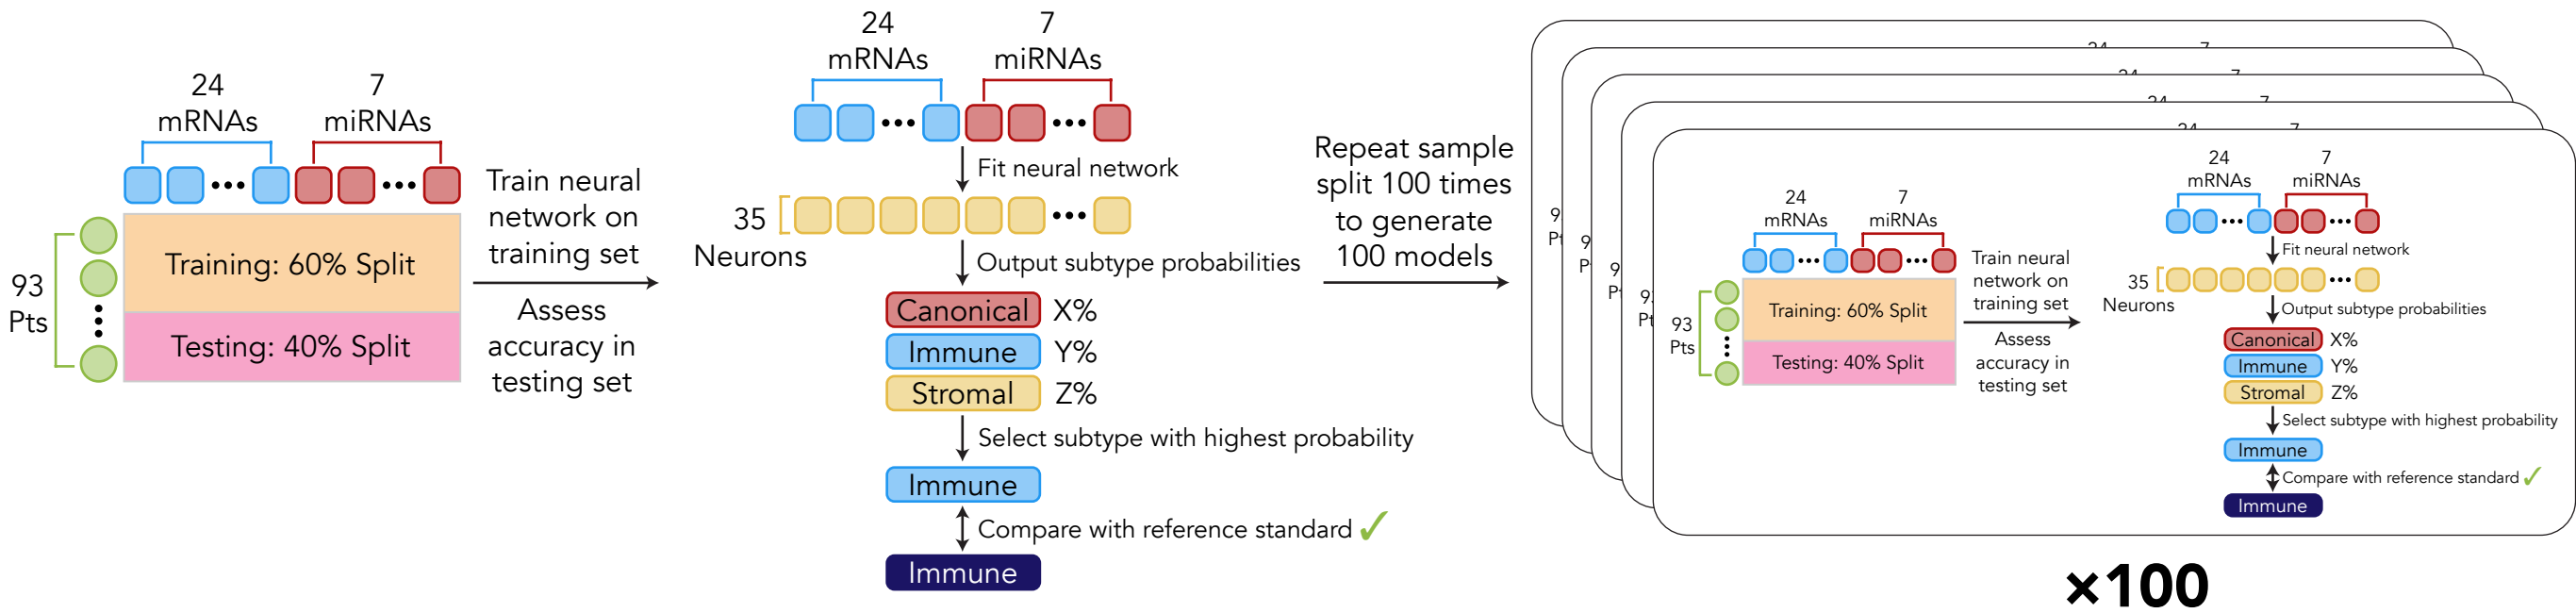 24
mRNAs
7
miRNAs
93
Pts
Training: 60% Split
Testing: 40% Split
Train neural
network on
training set
Assess
accuracy in
testing set
24
mRNAs
7
miRNAs
Fit neural network
35
Neurons
Output subtype probabilities
Canonical X%
Immune Y%
Stromal Z%
Select subtype with highest probability
Immune
Compare with reference standard
Immune
Repeat sample
split 100 times
to generate
100 models
24
mRNAs
7
miRNAs
93
Pts
Training: 60% Split
Testing: 40% Split
Train neural
network on
training set
Assess
accuracy in
testing set
24
mRNAs
7
miRNAs
Fit neural network
35
Neurons
Output subtype probabilities
Canonical X%
Immune Y%
Stromal Z%
Select subtype with highest probability
Immune
Compare with reference standard
Immune
×100